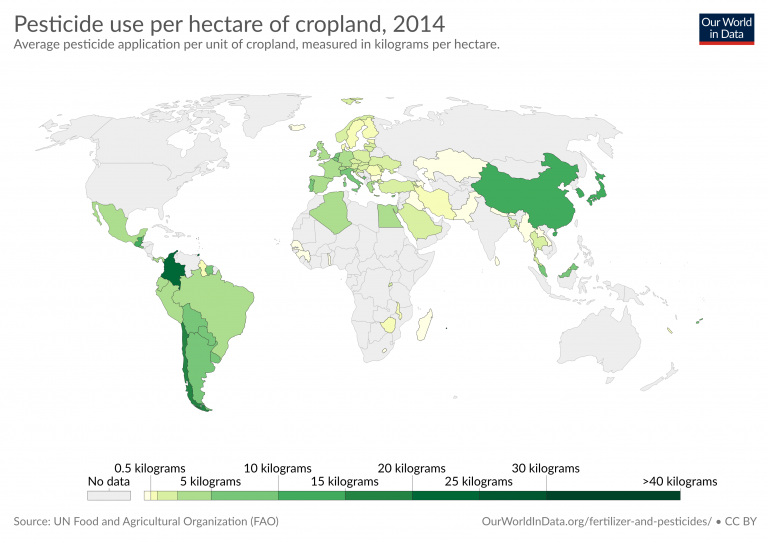 Pesticide use per hectare of cropland, 2014
Average pesticide application per unit of cropland, measured in kilograms per hectare.
Our World
in Data
0.5 kilograms 10 kilograms 20 kilograms 30 kilograms
No data 5 kilograms 15 kilograms 25 kilograms >40 kilograms
Source: UN Food and Agricultural Organization (FAO) OurWorldInData.org/fertilizer-and-pesticides/ • CC BY